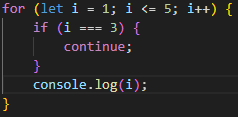 for (let i = 1; i <= 5; i++) {
    if (i === 3) {
        continue;
    }
    console.log(i);
}